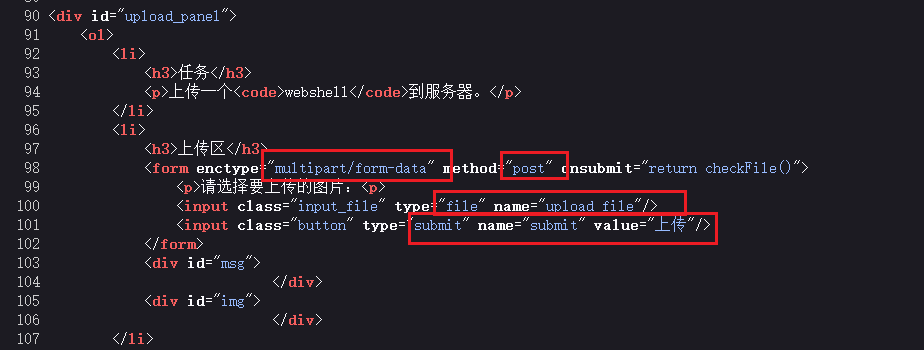 90 <div id="upload_panel">
91 <ol>
92 <li>
93 <h3>任务</h3>
94 <p>上传一个<code>webshell</code>到服务器。</p>
95 </li>
96 <li>
97 <h3>上传区</h3>
98 <form enctype="multipart/form-data" method="post" onsubmit="return checkFile()">
99 <p>请选择要上传的图片：<p>
100 <input class="input_file" type="file" name="upload_file"/>
101 <input class="button" type="submit" name="submit" value="上传"/>
102 </form>
103 <div id="msg">
104 </div>
105 <div id="img">
106 </div>
107 </li>